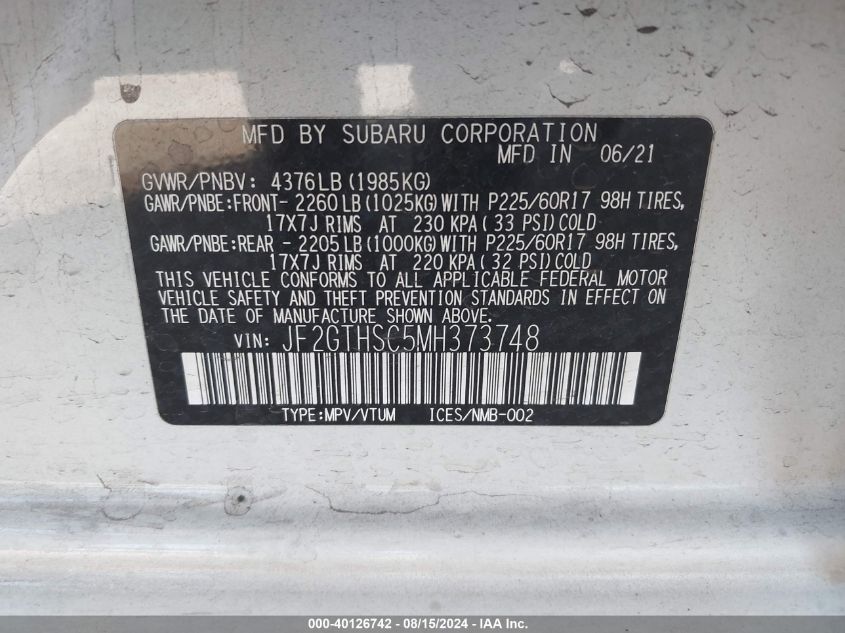 MFD BY SUBARU CORPORATION
MFD IN 06/21
GVWR/PNBV: 4376LB (1985KG)
GAWR/PNBE:FRONT- 2260 LB (1025KG) WITH P225/60R17 98H TIRES,
17X7J RIMS AT 230 KPA ( 33 PSI) COLD
GAWR/PNBE:REAR - 2205 LB (1000KG) WITH P225/60R17 98H TIRES,
17X7J RIMS AT 220 KPA ( 32 PSI) COLD
THIS VEHICLE CONFORMS TO ALL APPLICABLE FEDERAL MOTOR
VEHICLE SAFETY AND THEFT PREVENTION STANDARDS IN EFFECT ON
THE DATE OF MANUFACTURE SHOWN ABOVE.
VIN: JF2GTHSC5MH373748
TYPE:MPV/VTUM ICES/NMB-002
000-40126742 - 08/15/2024 - IAA Inc.